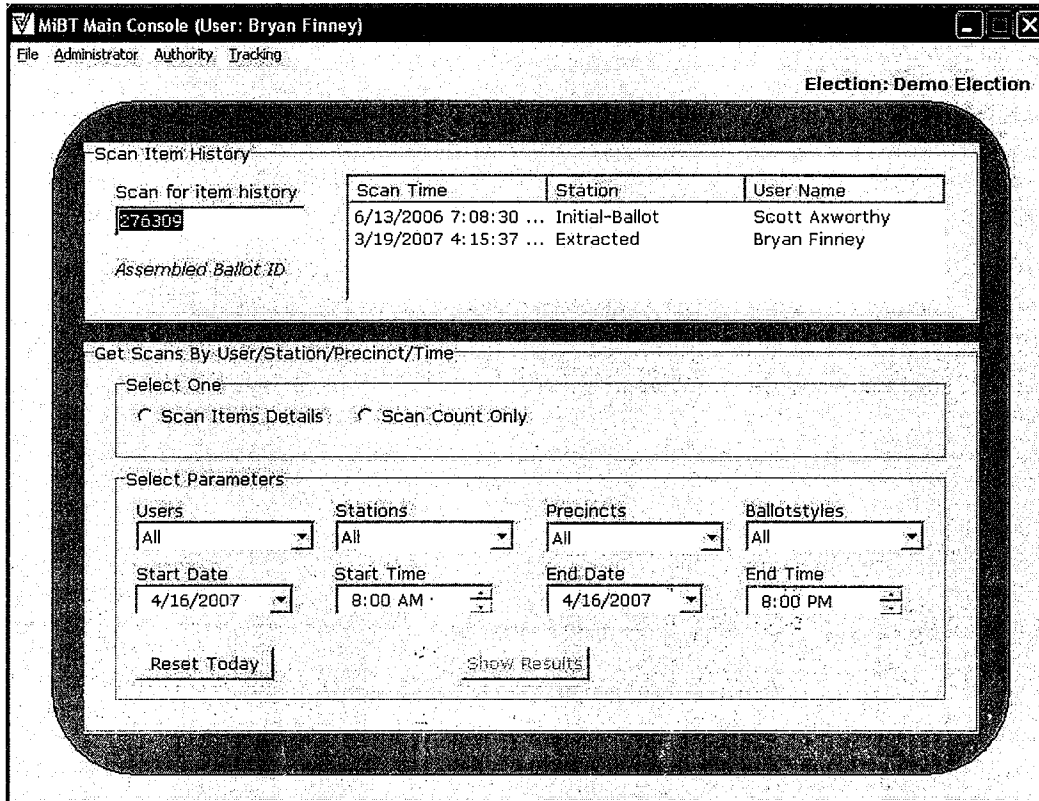 MiBT Main Console (User: Bryan Finney)
File Administrator Authority Tracking
Election: Demo Election
Scan Item History
Scan for item history
276309
Assembled Ballot ID
Scan Time Station User Name
6/13/2006 7:08:30 ... Initial-Ballot Scott Axworthy
3/19/2007 4:15:37 ... Extracted Bryan Finney
Get Scans By User/Station/Precinct/Time
Select One
Scan Items Details Scan Count Only
Select Parameters
Users Stations Precincts Ballotstyles
All All All All
Start Date Start Time End Date End Time
4/16/2007 8:00 AM 4/16/2007 8:00 PM
Reset Today Show Results